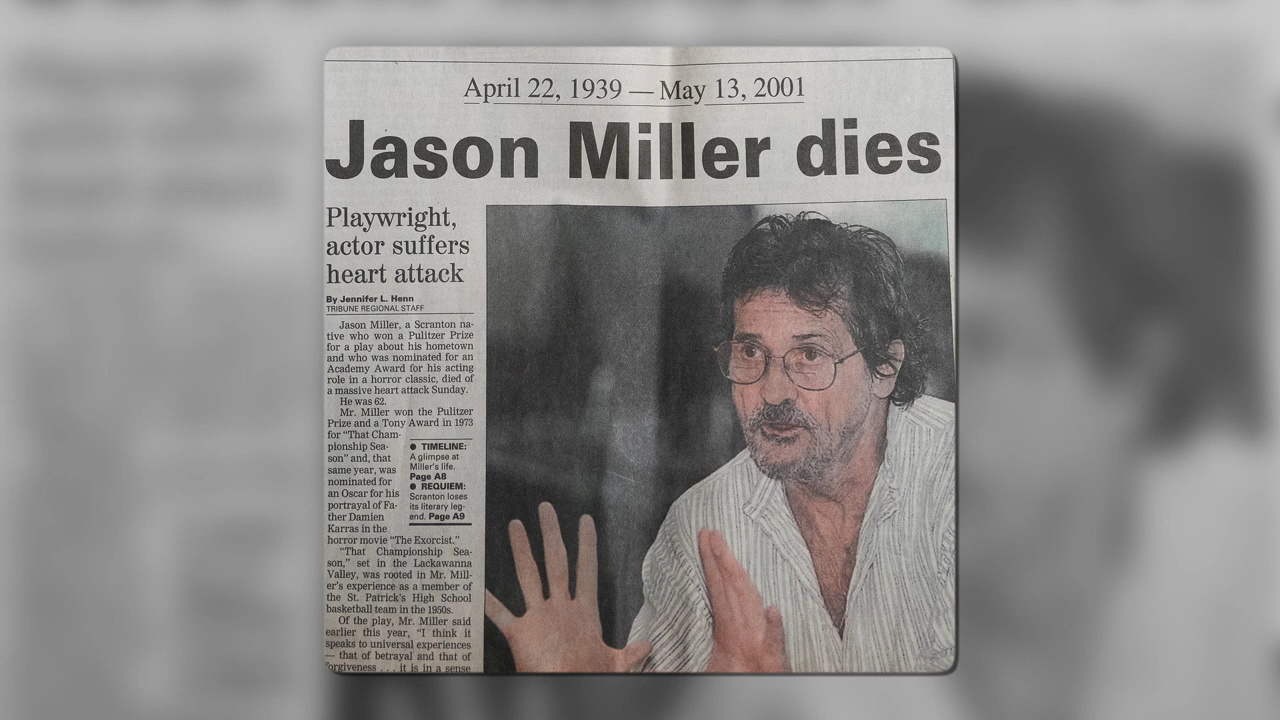 April 22, 1939 — May 13, 2001
Jason Miller dies
Playwright,
actor suffers
heart attack
By Jennifer L. Henn
TRIBUNE REGIONAL STAFF
Jason Miller, a Scranton na-
tive who won a Pulitzer Prize
for a play about his hometown
and who was nominated for an
Academy Award for his acting
role in a horror classic, died of
a massive heart attack Sunday.
He was 62.
Mr. Miller won the Pulitzer
Prize and a Tony Award in 1973
for “That Cham-
pionship Sea-
son” and, that
same year, was
nominated for
an Oscar for his
portrayal of Fa-
ther Damien
Karras in the
horror movie “The Exorcist.”
“That Championship Sea-
son,” set in the Lackawanna
Valley, was rooted in Mr. Mill-
er’s experience as a member of
the St. Patrick’s High School
basketball team in the 1950s.
Of the play, Mr. Miller said
earlier this year, “I think it
speaks to universal experiences
— that of betrayal and that of
forgiveness . . . it is in a sense
● TIMELINE:
A glimpse at
Miller’s life.
Page A8
● REQUIEM:
Scranton loses
its literary leg-
end. Page A9